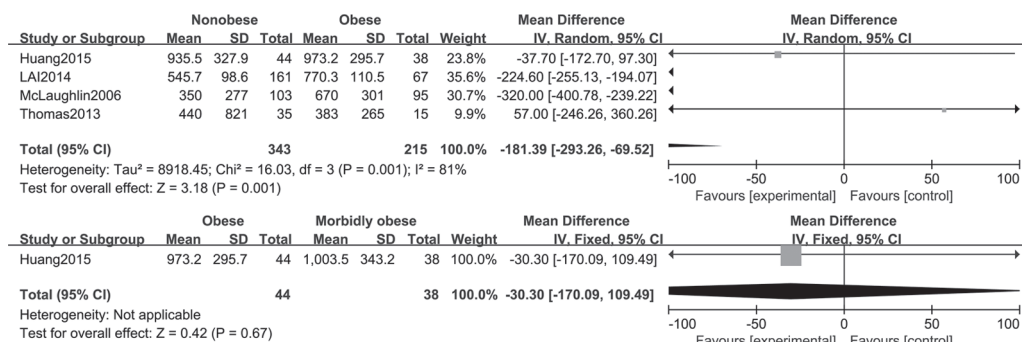 Nonobese Obese Mean Difference Mean Difference
Study or Subgroup Mean SD Total Mean SD Total Weight IV, Random, 95% CI IV, Random, 95% CI
Huang2015 935.5 327.9 44 973.2 295.7 38 23.8% -37.70 [-172.70, 97.30]
LAI2014 545.7 98.6 161 770.3 110.5 67 35.6% -224.60 [-255.13, -194.07]
McLaughlin2006 350 277 103 670 301 95 30.7% -320.00 [-400.78, -239.22]
Thomas2013 440 821 35 383 265 15 9.9% 57.00 [-246.26, 360.26]
Total (95% CI) 343 215 100.0% -181.39 [-293.26, -69.52]
Heterogeneity: Tau² = 8918.45; Chi² = 16.03, df = 3 (P = 0.001); I² = 81%
Test for overall effect: Z = 3.18 (P = 0.001)
-100 -50 0 50 100
Favours [experimental] Favours [control]
Obese Morbidly obese Mean Difference Mean Difference
Study or Subgroup Mean SD Total Mean SD Total Weight IV, Fixed, 95% CI IV, Fixed, 95% CI
Huang2015 973.2 295.7 44 1,003.5 343.2 38 100.0% -30.30 [-170.09, 109.49]
Total (95% CI) 44 38 100.0% -30.30 [-170.09, 109.49]
Heterogeneity: Not applicable
Test for overall effect: Z = 0.42 (P = 0.67)
-100 -50 0 50 100
Favours [experimental] Favours [control]